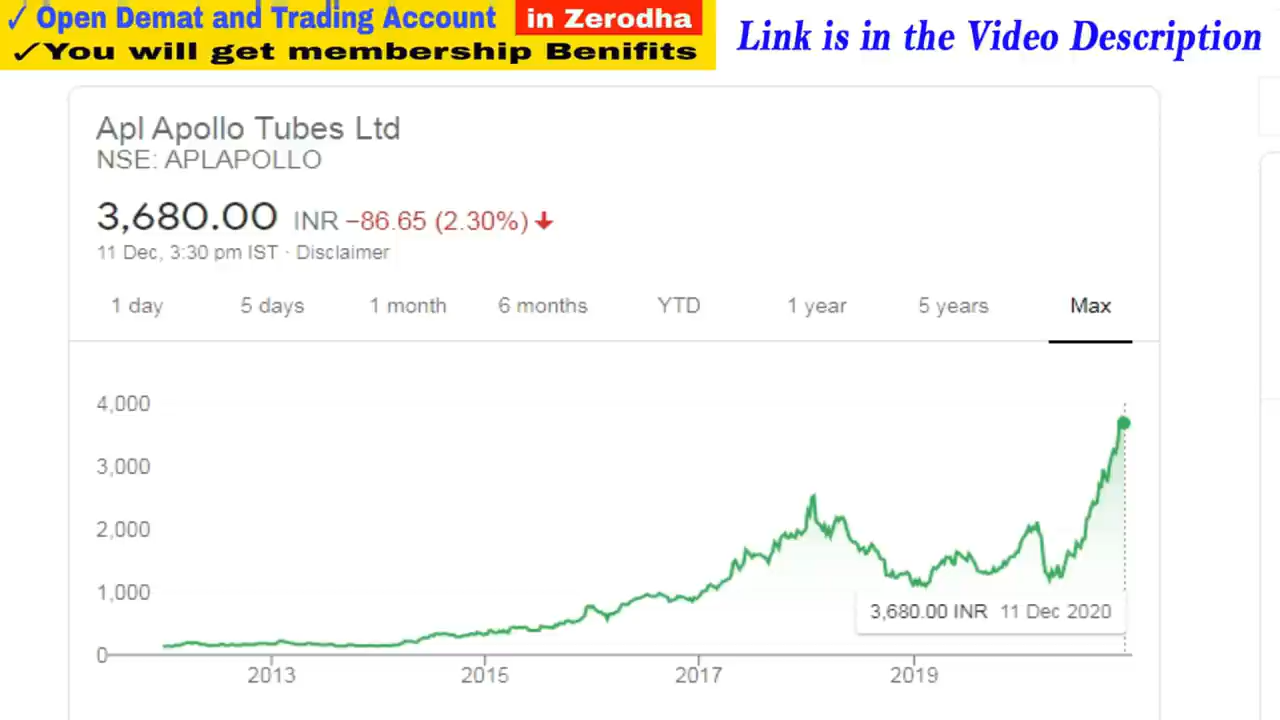 ✓ Open Demat and Trading Account in Zerodha
✓You will get membership Benifits
Link is in the Video Description
Apl Apollo Tubes Ltd
NSE: APLAPOLLO
3,680.00 INR −86.65 (2.30%) ↓
11 Dec, 3:30 pm IST · Disclaimer
1 day 5 days 1 month 6 months YTD 1 year 5 years Max
4,000
3,000
2,000
1,000
0
3,680.00 INR 11 Dec 2020
2013 2015 2017 2019